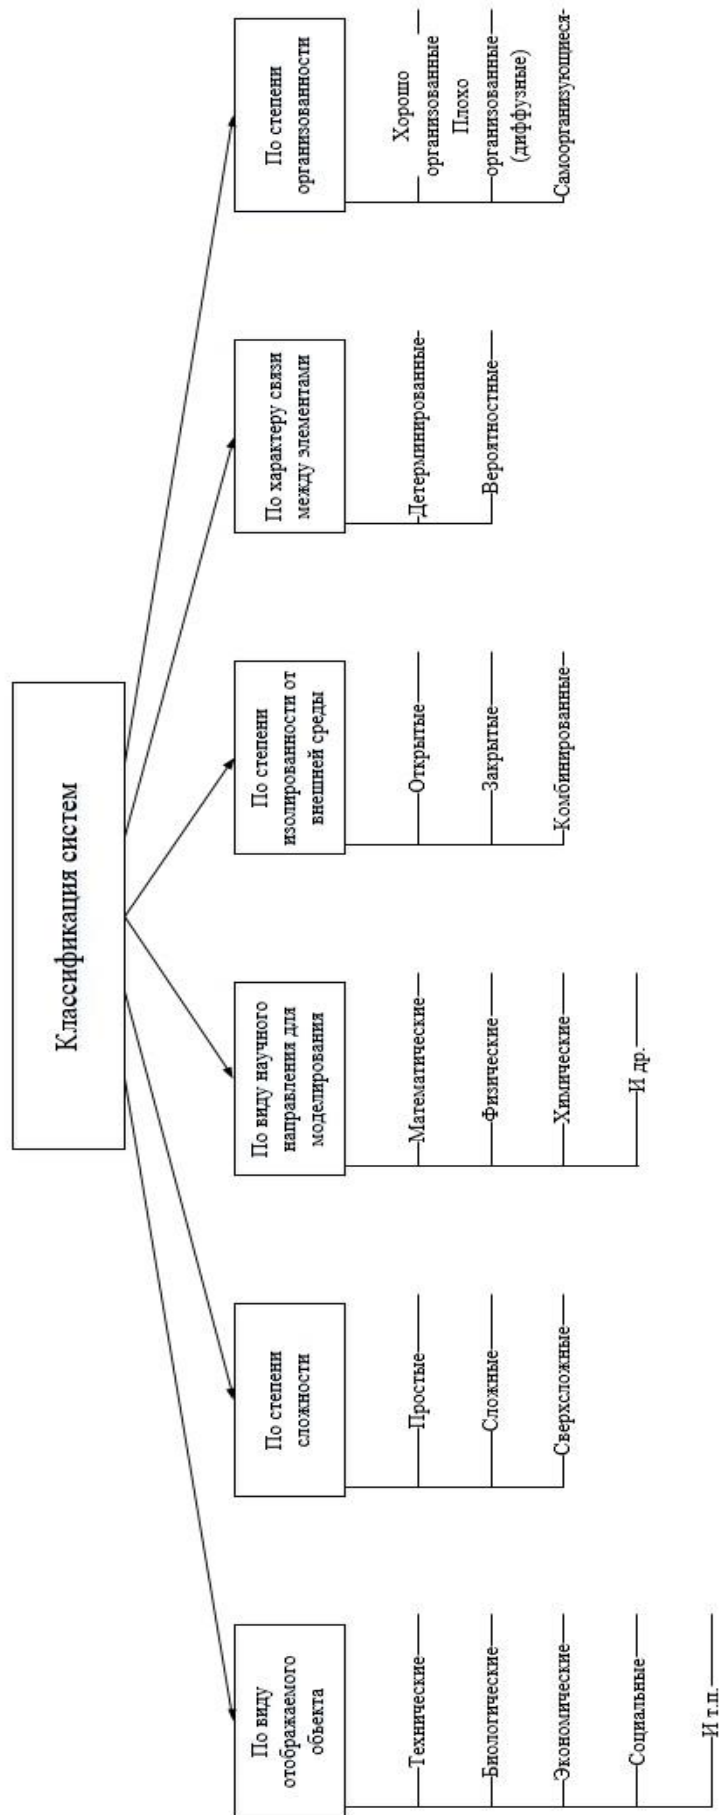 Классификация систем
По виду
отображаемого
объекта
Технические
Биологические
Экономические
Социальные
И т.п.
По степени
сложности
Простые
Сложные
Сверхсложные
По виду научного
направления для
моделирования
Математические
Физические
Химические
И др.
По степени
изолированности от
внешней среды
Открытые
Закрытые
Комбинированные
По характеру связи
между элементами
Детерминированные
Вероятностные
По степени
организованности
Хорошо
организованные
Плохо
организованные
(диффузные)
Самоорганизующиеся